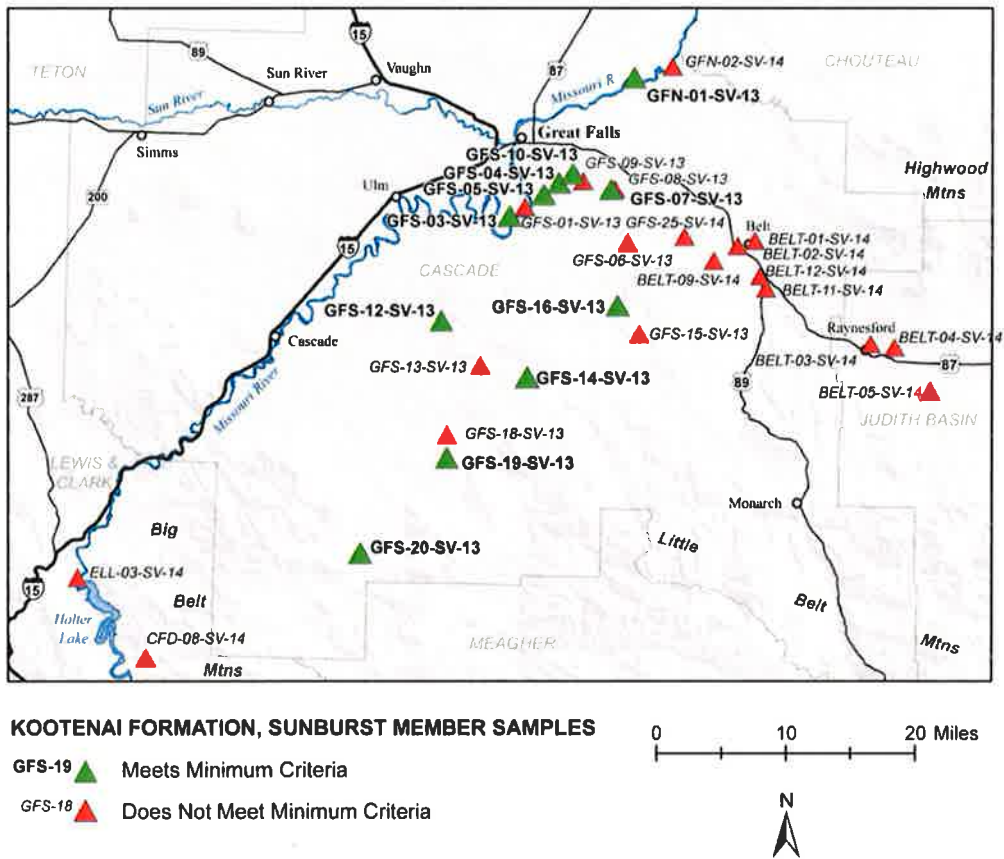 15
89
TETON
Sun River
Vaughn
87
GFN-02-SV-14
CHOUTEAU
Sun River
Missouri R
GFN-01-SV-13
Simms
Great Falls
GFS-10-SV-13
GFS-09-SV-13
GFS-04-SV-13
GFS-08-SV-13
Highwood
Mtns
200
Ulm
GFS-05-SV-13
GFS-07-SV-13
GFS-03-SV-13
GFS-01-SV-13
GFS-25-SV-14
Belt
BELT-01-SV-14
15
GFS-06-SV-13
BELT-02-SV-14
CASCADE
BELT-09-SV-14
BELT-12-SV-14
BELT-11-SV-14
GFS-12-SV-13
GFS-16-SV-13
Cascade
GFS-15-SV-13
Raynesford
BELT-04-SV-14
GFS-13-SV-13
BELT-03-SV-14
87
GFS-14-SV-13
89
BELT-05-SV-14
287
Missouri River
JUDITH BASIN
GFS-18-SV-13
LEWIS &
CLARK
GFS-19-SV-13
Monarch
Big
Little
GFS-20-SV-13
15
ELL-03-SV-14
Belt
Belt
Holter
Lake
CFD-08-SV-14
MEAGHER
Mtns
Mtns
KOOTENAI FORMATION, SUNBURST MEMBER SAMPLES
GFS-19 Meets Minimum Criteria
GFS-18 Does Not Meet Minimum Criteria
0 10 20 Miles
N